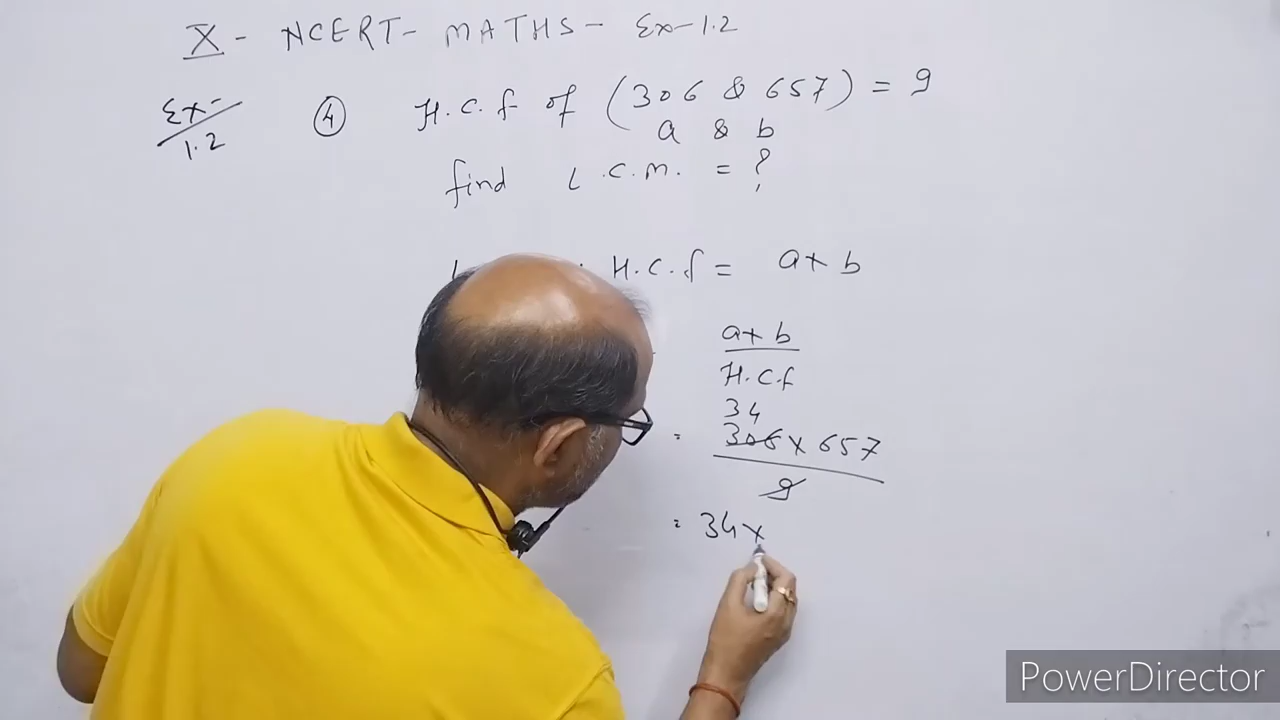 X - NCERT - MATHS - Ex-1.2
Ex-1.2 ④ H.C.f of (306 & 657) = 9
a & b
find L.C.M. = ?
H.C.f = a x b
a x b
H.C.f
34
= 306 x 657
9
= 34 x
PowerDirector